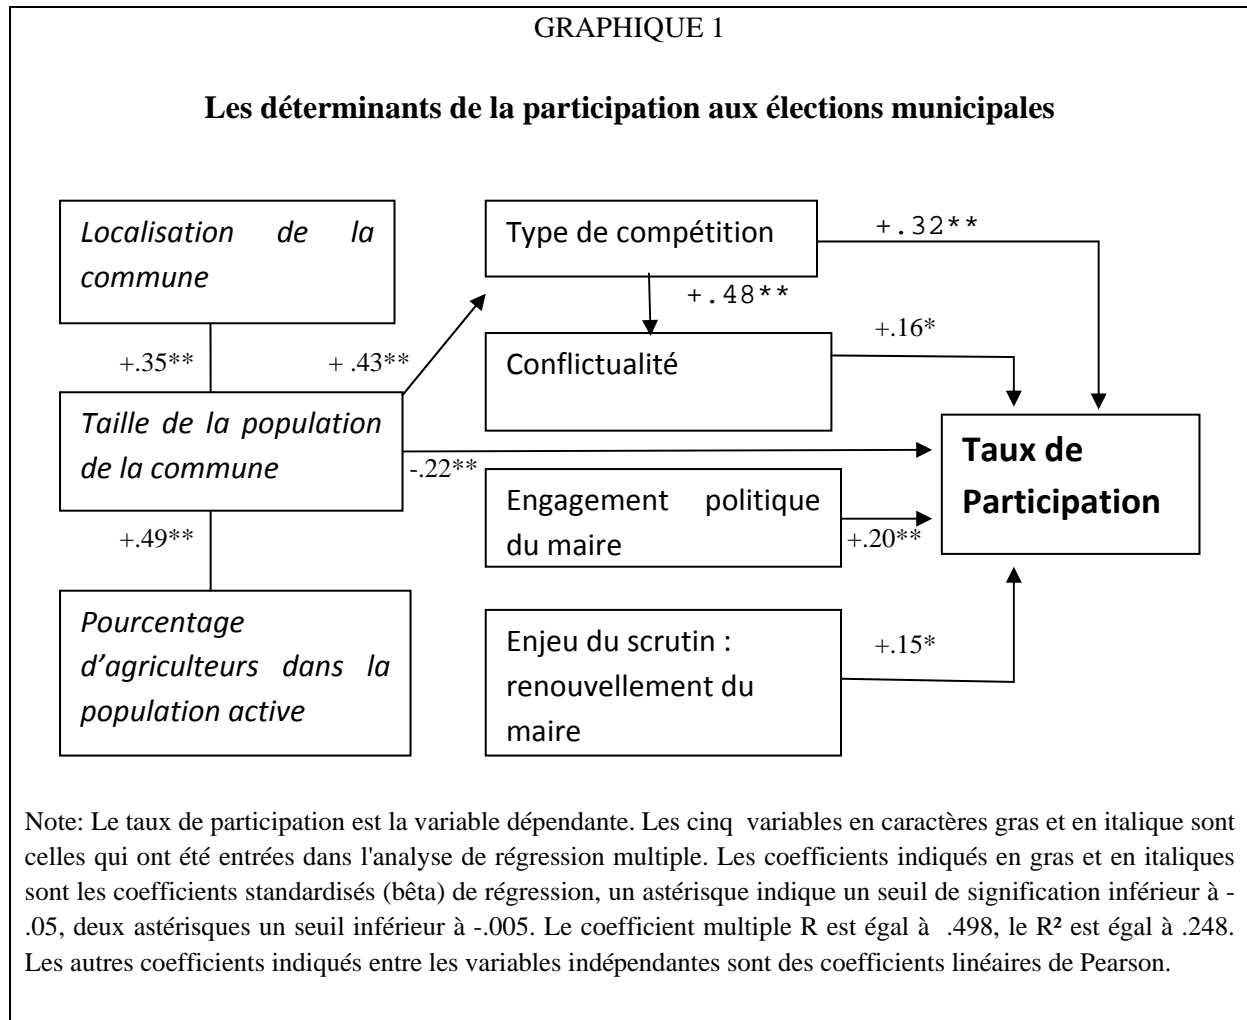 GRAPHIQUE 1
Les déterminants de la participation aux élections municipales
Localisation de la
commune
Type de compétition
+.32**
+.48**
+.35**
+ .43**
Conflictualité
+.16*
Taille de la population
de la commune
-.22**
Taux de
Participation
Engagement politique
du maire
+.20**
+.49**
Pourcentage
d'agriculteurs dans la
population active
Enjeu du scrutin :
renouvellement du
maire
+.15*
Note: Le taux de participation est la variable dépendante. Les cinq variables en caractères gras et en italique sont
celles qui ont été entrées dans l'analyse de régression multiple. Les coefficients indiqués en gras et en italiques
sont les coefficients standardisés (bêta) de régression, un astérisque indique un seuil de signification inférieur à -
.05, deux astérisques un seuil inférieur à -.005. Le coefficient multiple R est égal à .498, le R² est égal à .248.
Les autres coefficients indiqués entre les variables indépendantes sont des coefficients linéaires de Pearson.